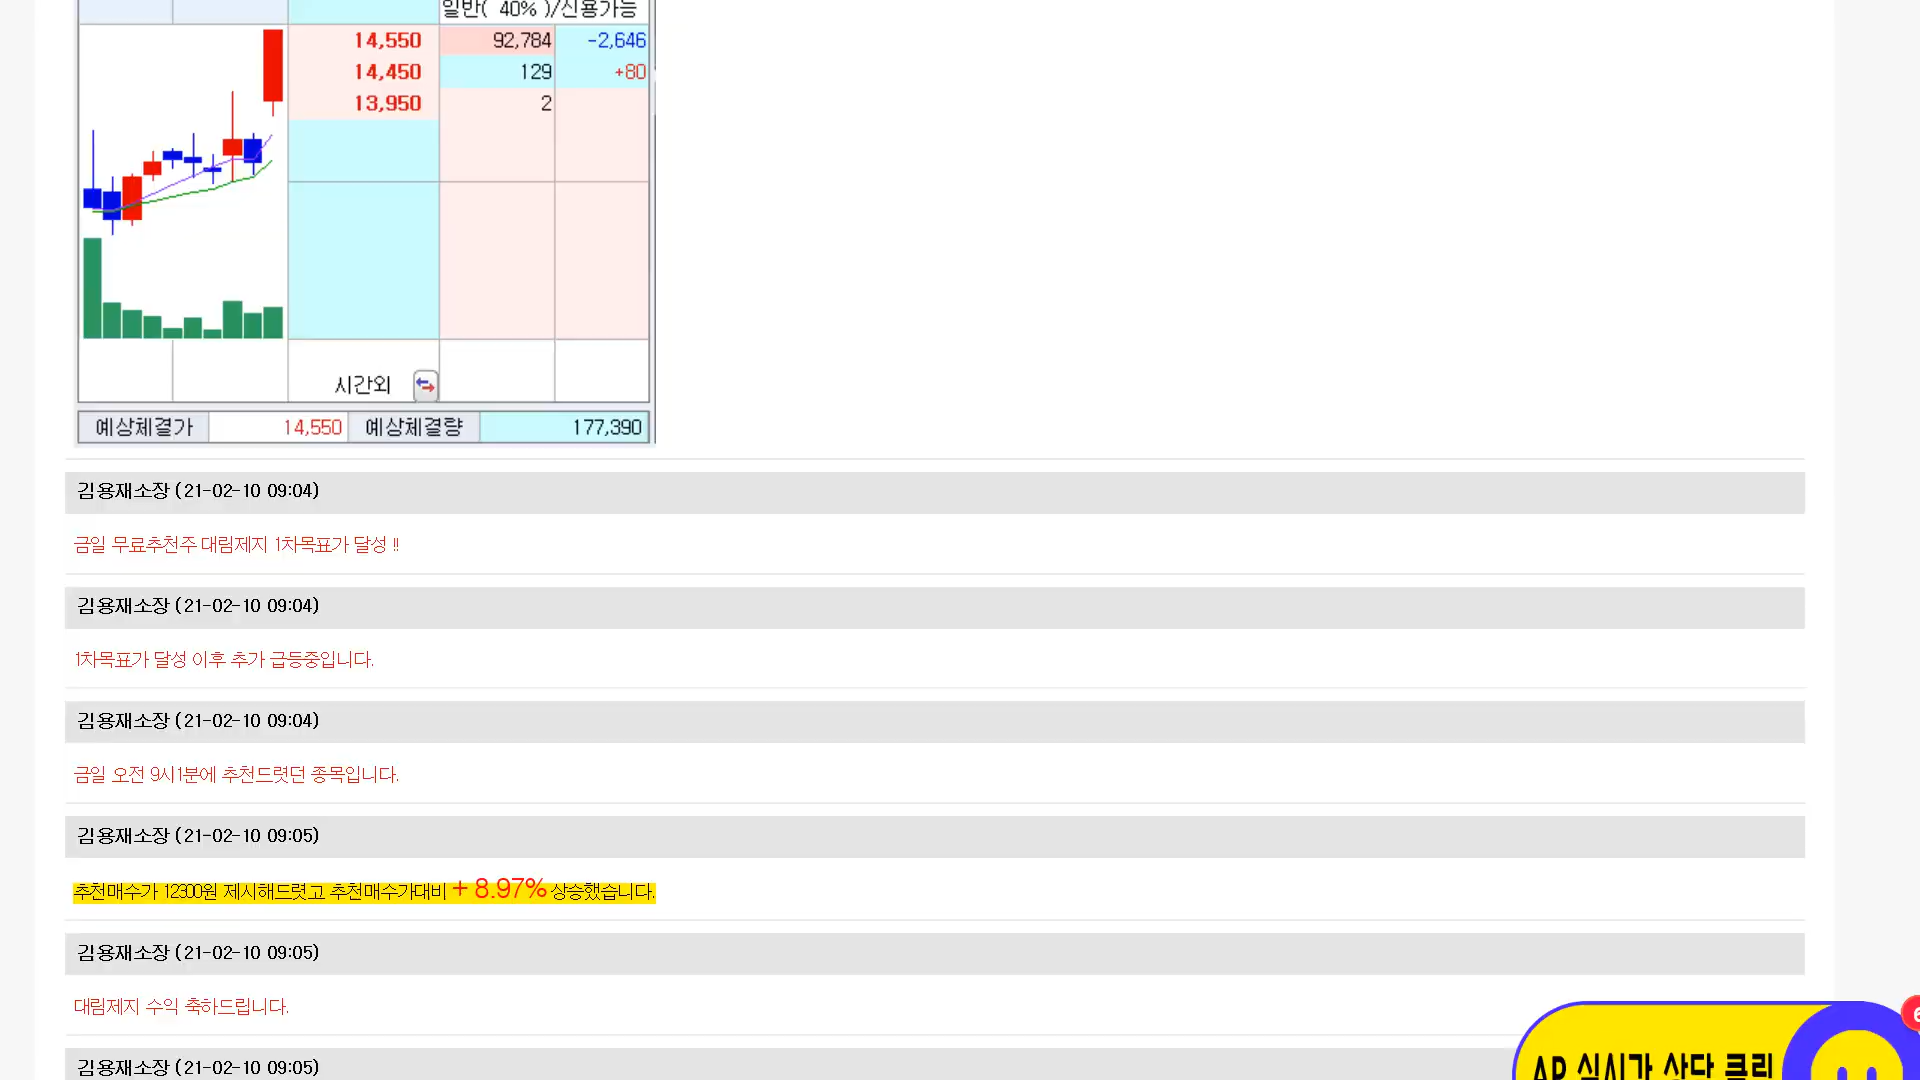 일반( 40% )/신용가능
14,550 92,784 -2,646
14,450 129 +80
13,950 2
시간외
예상체결가 14,550 예상체결량 177,390
김용재소장 (21-02-10 09:04)
금일 무료추천주 대림제지 1차목표가 달성 !!
김용재소장 (21-02-10 09:04)
1차목표가 달성 이후 추가 급등중입니다.
김용재소장 (21-02-10 09:04)
금일 오전 9시1분에 추천드렷던 종목입니다.
김용재소장 (21-02-10 09:05)
추천매수가 12300원 제시해드렷고 추천매수가대비 + 8.97% 상승했습니다.
김용재소장 (21-02-10 09:05)
대림제지 수익 축하드립니다.
김용재소장 (21-02-10 09:05)
AP 실시간 상담 클릭